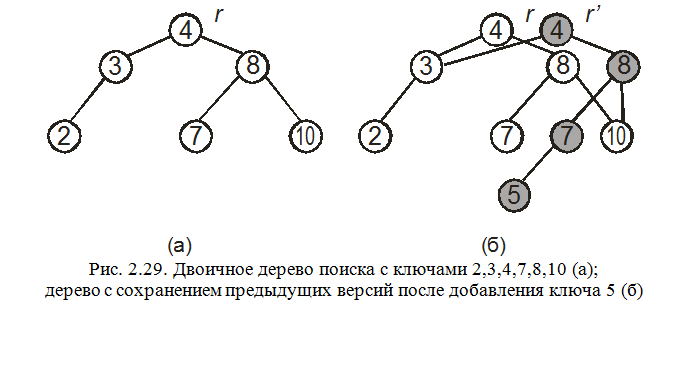 r r r’
4 4 4
3 8 3 8 8
2 7 10 2 7 7 10
5
(а) (б)
Рис. 2.29. Двоичное дерево поиска с ключами 2,3,4,7,8,10 (а);
дерево с сохранением предыдущих версий после добавления ключа 5 (б)